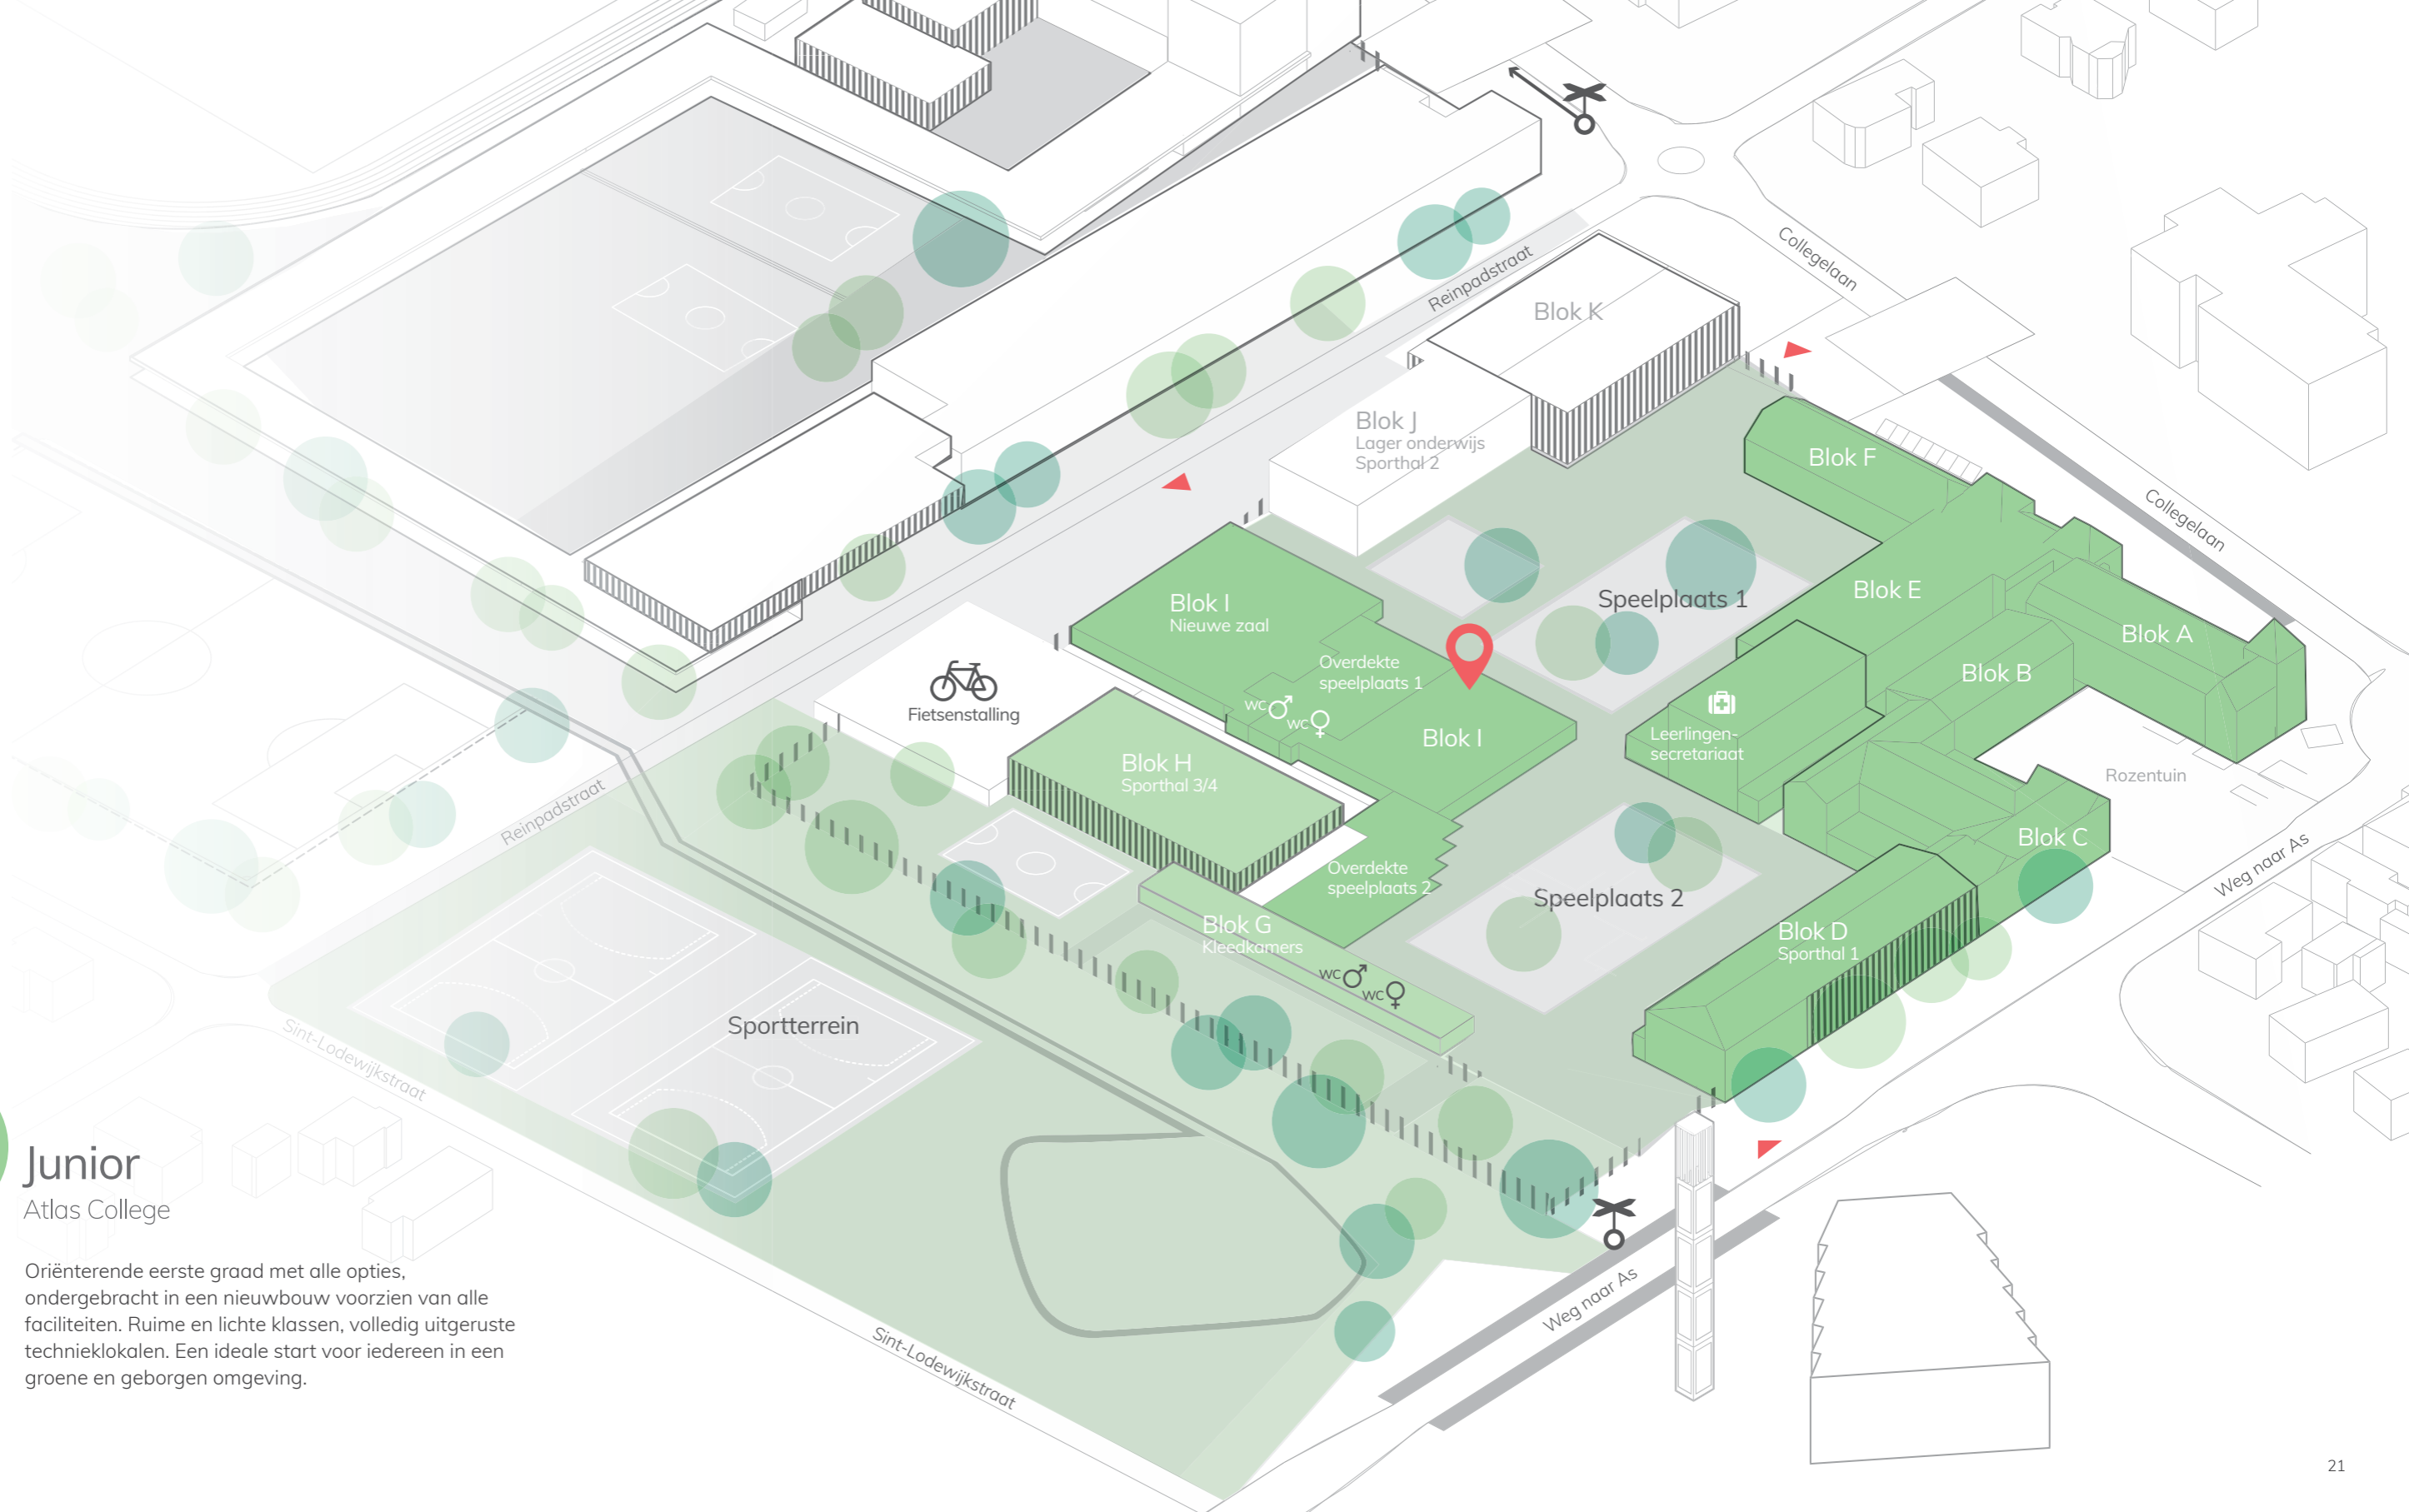 Reinpadstraat
Collegelaan
Blok K
Blok J
Lager onderwijs
Sporthal 2
Blok F
Collegelaan
Blok I
Nieuwe zaal
Speelplaats 1
Blok E
Blok A
Blok B
Overdekte
speelplaats 1
WC
WC
Blok I
Leerlingen-
secretariaat
Rozentuin
Fietsenstalling
Blok H
Sporthal 3/4
Reinpadstraat
Blok C
Weg naar As
Overdekte
speelplaats 2
Speelplaats 2
Blok G
Kleedkamers
Blok D
Sporthal 1
WC
WC
Sportterrein
Sint-Lodewijkstraat
Weg naar As
Sint-Lodewijkstraat
Junior
Atlas College
Oriënterende eerste graad met alle opties,
ondergebracht in een nieuwbouw voorzien van alle
faciliteiten. Ruime en lichte klassen, volledig uitgeruste
technieklokalen. Een ideale start voor iedereen in een
groene en geborgen omgeving.
21